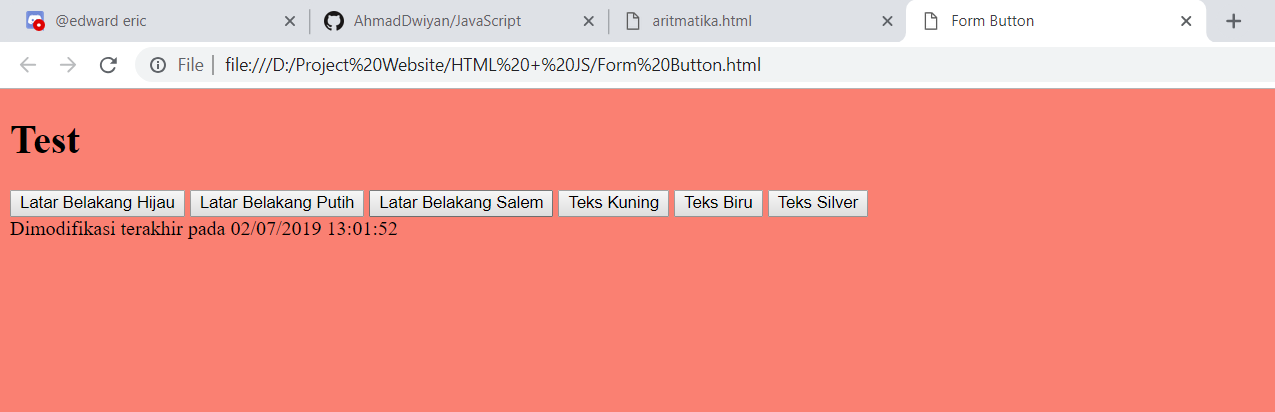 @edward eric
AhmadDwiyan/JavaScript
aritmatika.html
Form Button
File | file:///D:/Project%20Website/HTML%20+%20JS/Form%20Button.html
Test
Latar Belakang Hijau Latar Belakang Putih Latar Belakang Salem Teks Kuning Teks Biru Teks Silver
Dimodifikasi terakhir pada 02/07/2019 13:01:52